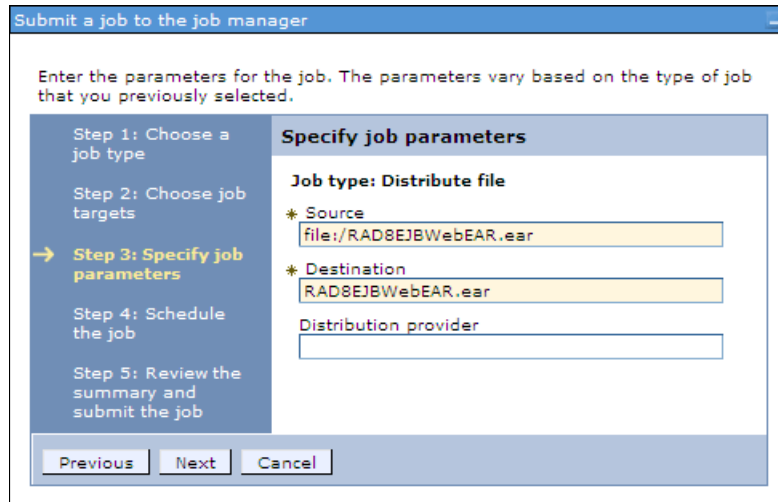 Submit a job to the job manager
Enter the parameters for the job. The parameters vary based on the type of job
that you previously selected.
Step 1: Choose a
job type
Step 2: Choose job
targets
Step 3: Specify job
parameters
Step 4: Schedule
the job
Step 5: Review the
summary and
submit the job
Specify job parameters
Job type: Distribute file
* Source
file:/RAD8EJBWebEAR.ear
* Destination
RAD8EJBWebEAR.ear
Distribution provider
Previous Next Cancel